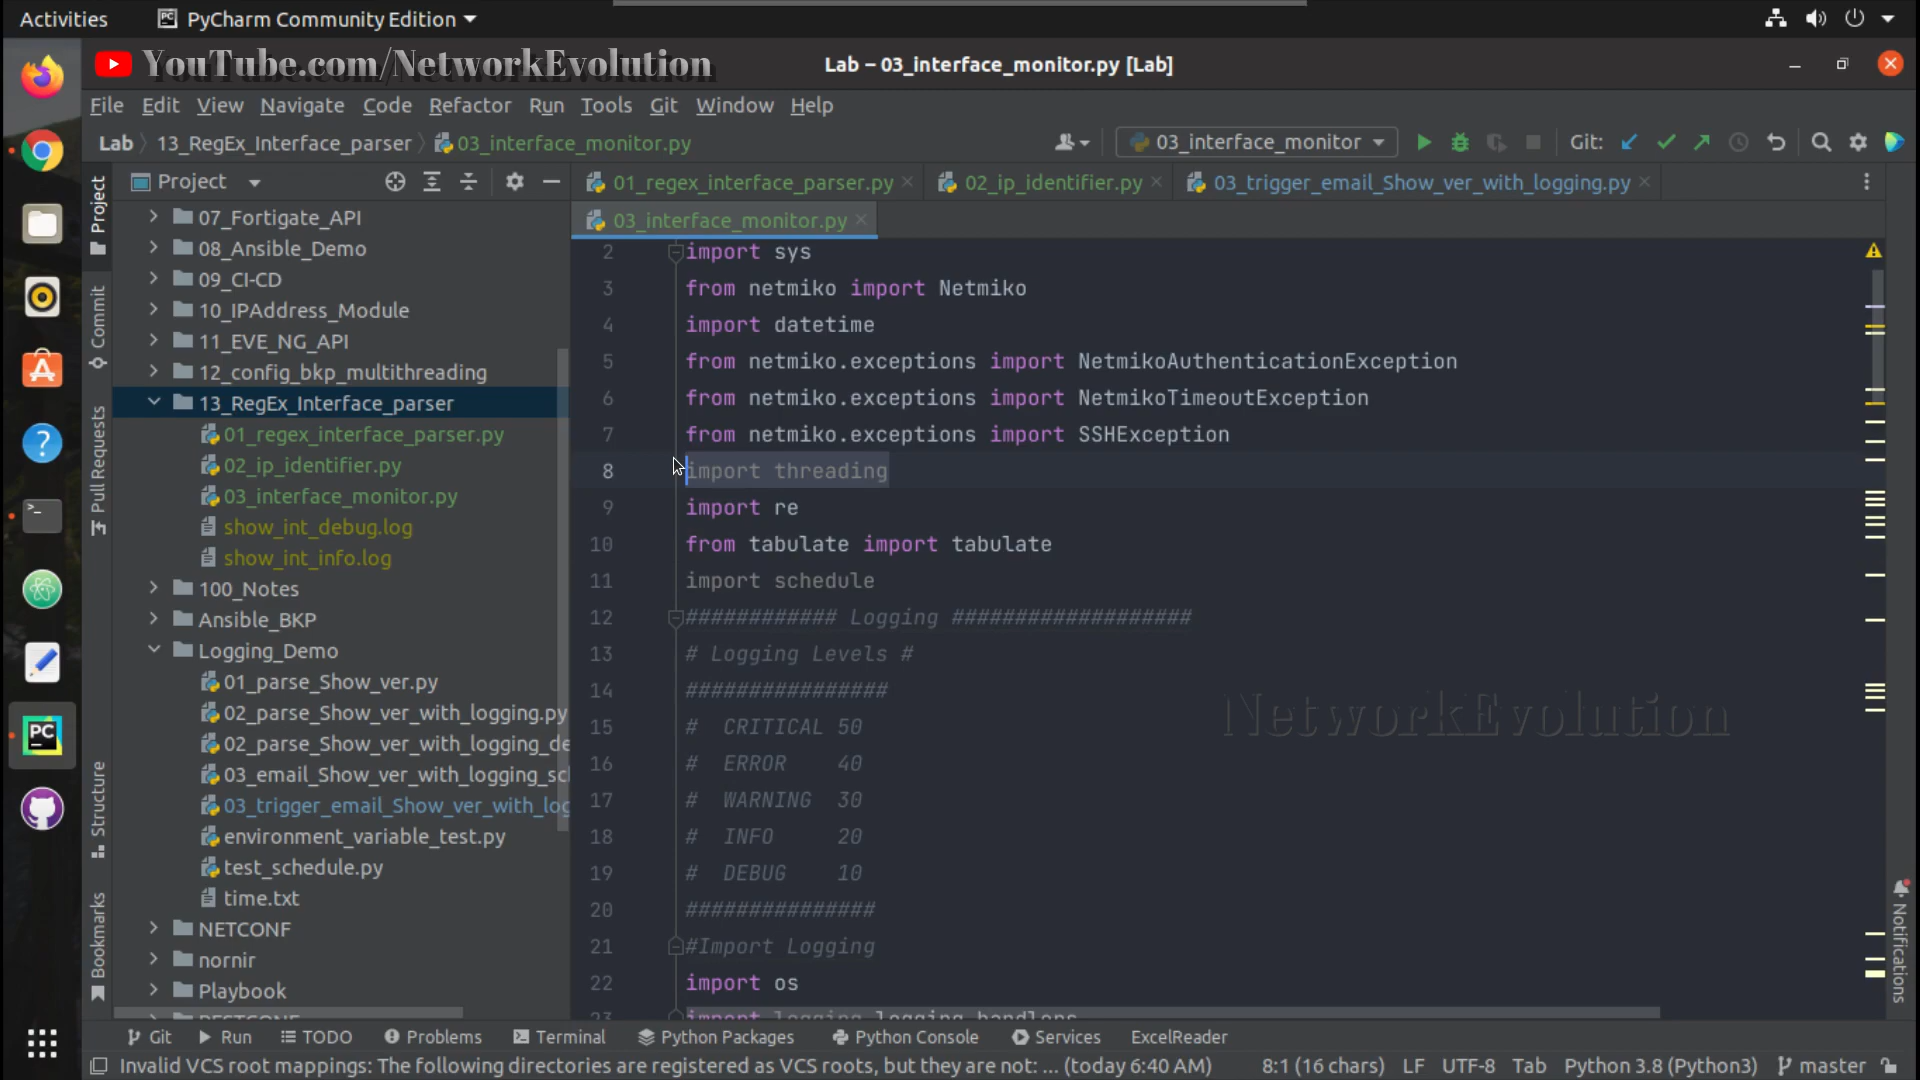 Activities
PyCharm Community Edition
YouTube.com/NetworkEvolution
Lab – 03_interface_monitor.py [Lab]
File Edit View Navigate Code Refactor Run Tools Git Window Help
Lab 13_RegEx_Interface_parser 03_interface_monitor.py
03_interface_monitor
Git:
Project
01_regex_interface_parser.py
02_ip_identifier.py
03_trigger_email_Show_ver_with_logging.py
03_interface_monitor.py
Project
Commit
Pull Requests
Structure
Bookmarks
07_Fortigate_API
08_Ansible_Demo
09_CI-CD
10_IPAddress_Module
11_EVE_NG_API
12_config_bkp_multithreading
13_RegEx_Interface_parser
01_regex_interface_parser.py
02_ip_identifier.py
03_interface_monitor.py
show_int_debug.log
show_int_info.log
100_Notes
Ansible_BKP
Logging_Demo
01_parse_Show_ver.py
02_parse_Show_ver_with_logging.py
02_parse_Show_ver_with_logging_de
03_email_Show_ver_with_logging_sc
03_trigger_email_Show_ver_with_log
environment_variable_test.py
test_schedule.py
time.txt
NETCONF
nornir
Playbook
2 import sys
3 from netmiko import Netmiko
4 import datetime
5 from netmiko.exceptions import NetmikoAuthenticationException
6 from netmiko.exceptions import NetmikoTimeoutException
7 from netmiko.exceptions import SSHException
8 import threading
9 import re
10 from tabulate import tabulate
11 import schedule
12 ############ Logging ###################
13 # Logging Levels #
14 ################
15 # CRITICAL 50
16 # ERROR 40
17 # WARNING 30
18 # INFO 20
19 # DEBUG 10
20 ###############
21 #Import Logging
22 import os
23 import logging.handlers
NetworkEvolution
Notifications
Git Run TODO Problems Terminal Python Packages Python Console Services ExcelReader
Invalid VCS root mappings: The following directories are registered as VCS roots, but they are not: ... (today 6:40 AM) 8:1 (16 chars) LF UTF-8 Tab Python 3.8 (Python3) master